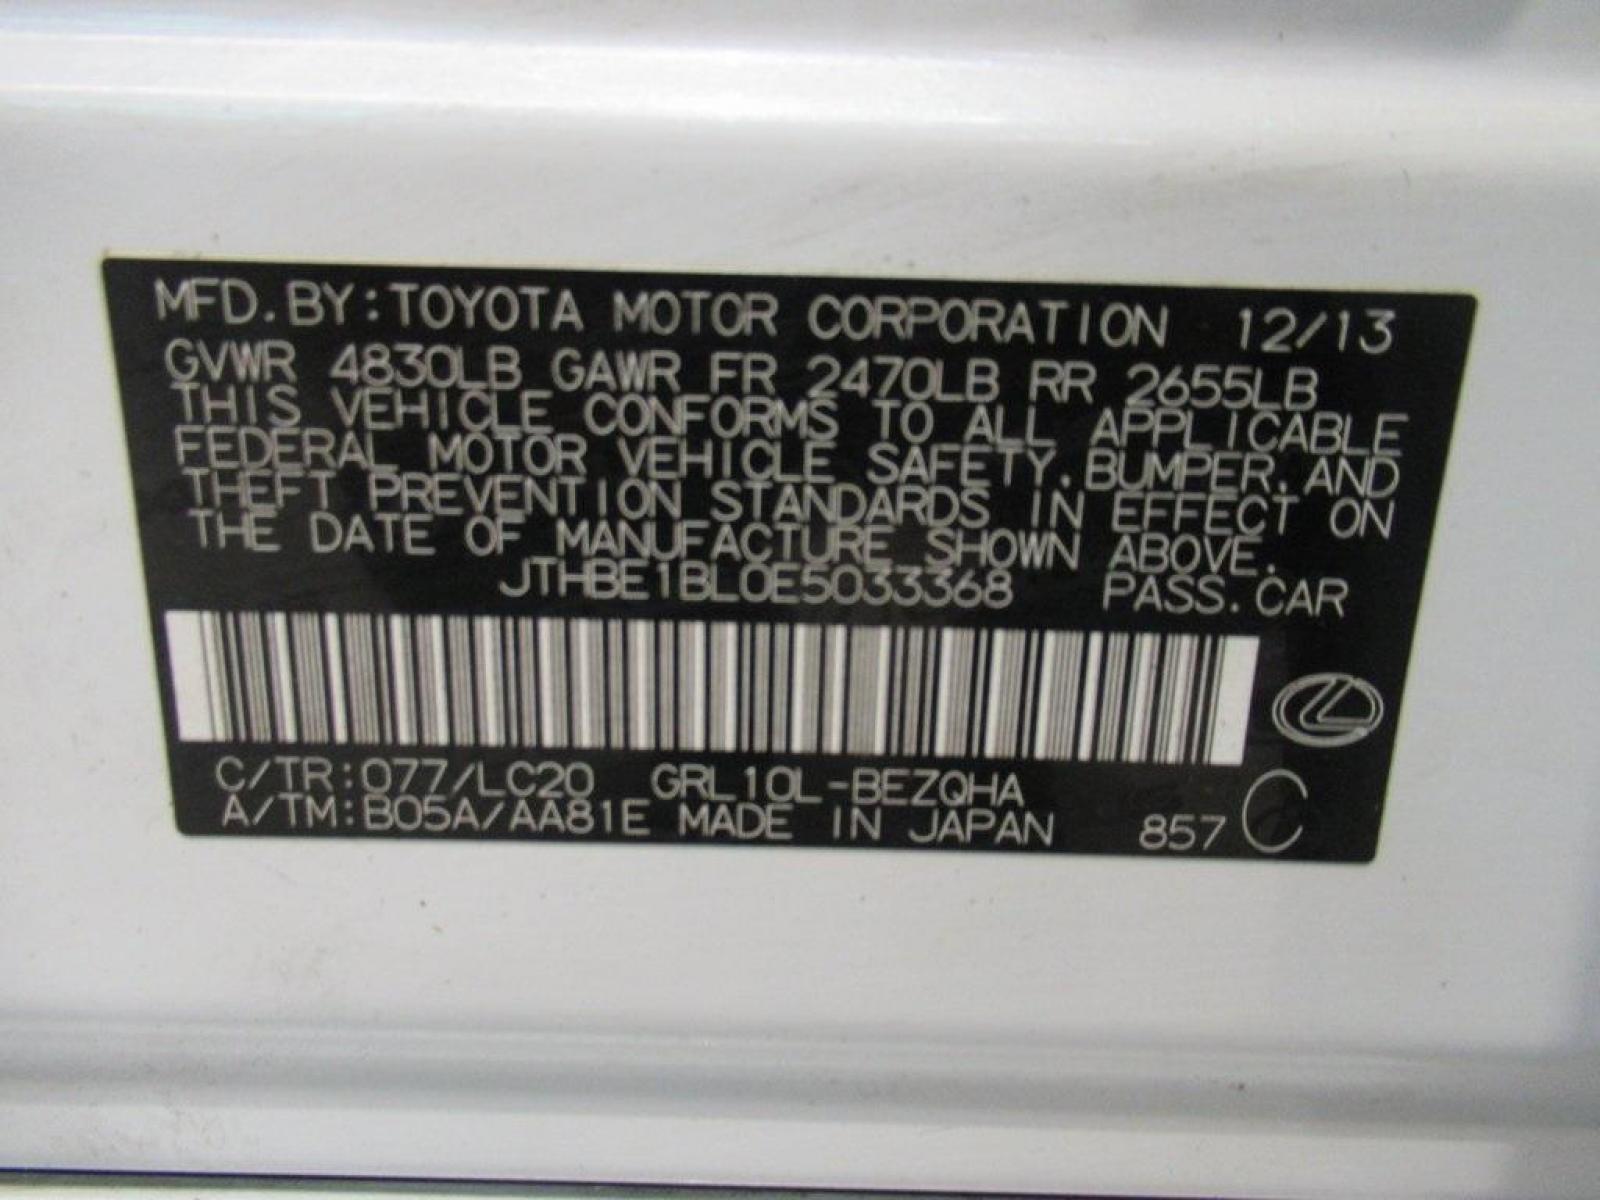 MFD. BY: TOYOTA MOTOR CORPORATION 12/13
GVWR 4830LB GAWR FR 2470LB RR 2655LB
THIS VEHICLE CONFORMS TO ALL APPLICABLE
FEDERAL MOTOR VEHICLE SAFETY, BUMPER, AND
THEFT PREVENTION STANDARDS IN EFFECT ON
THE DATE OF MANUFACTURE SHOWN ABOVE.
JTHBE1BL0E5033368 PASS. CAR
C/TR: 077/LC20 GRL10L-BEZQHA
A/TM: B05A/AA81E MADE IN JAPAN 857 C